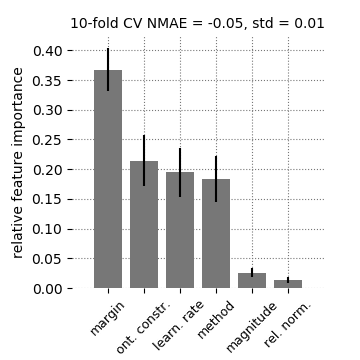 10-fold CV NMAE = -0.05, std = 0.01
relative feature importance
0.40
0.35
0.30
0.25
0.20
0.15
0.10
0.05
0.00
margin
ont. constr.
learn. rate
method
magnitude
rel. norm.